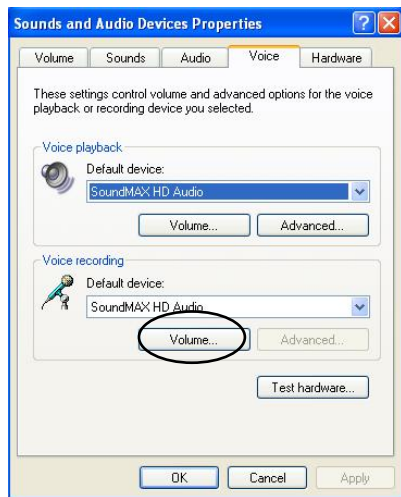 Sounds and Audio Devices Properties
Volume Sounds Audio Voice Hardware
These settings control volume and advanced options for the voice
playback or recording device you selected.
Voice playback
Default device:
SoundMAX HD Audio
Volume... Advanced...
Voice recording
Default device:
SoundMAX HD Audio
Volume... Advanced...
Test hardware...
OK Cancel Apply